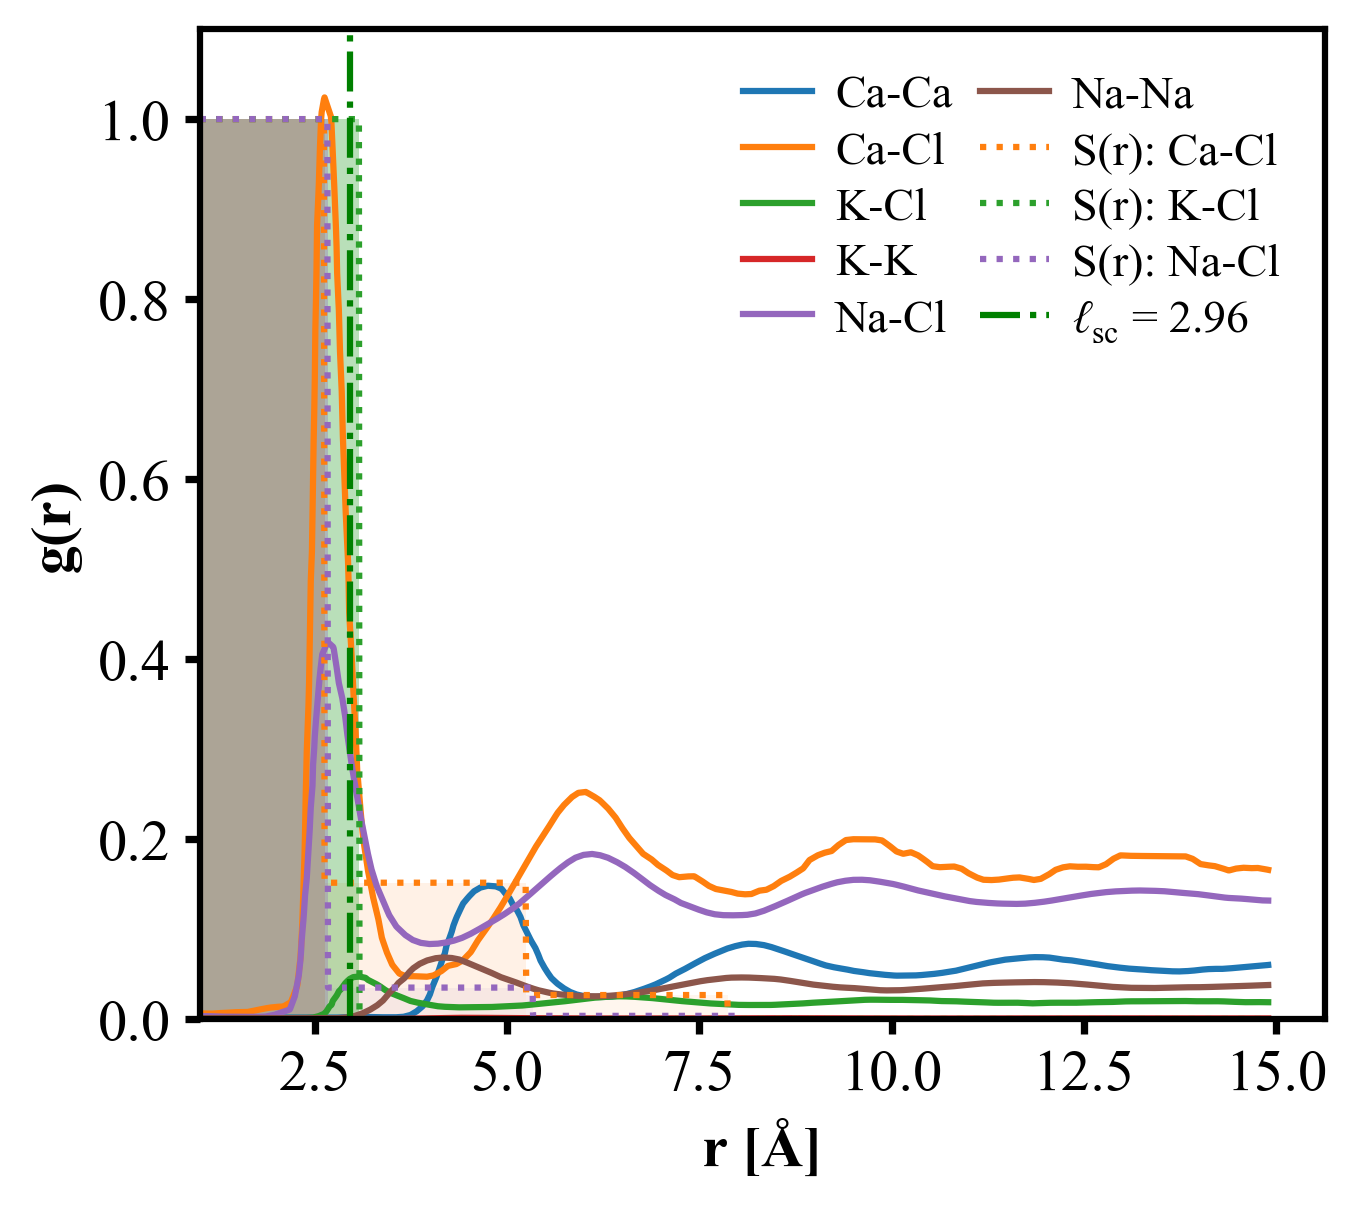 1.0
0.8
0.6
0.4
0.2
0.0
g(r)
2.5 5.0 7.5 10.0 12.5 15.0
r [Å]
Ca-Ca
Ca-Cl
K-Cl
K-K
Na-Cl
Na-Na
S(r): Ca-Cl
S(r): K-Cl
S(r): Na-Cl
ℓsc = 2.96